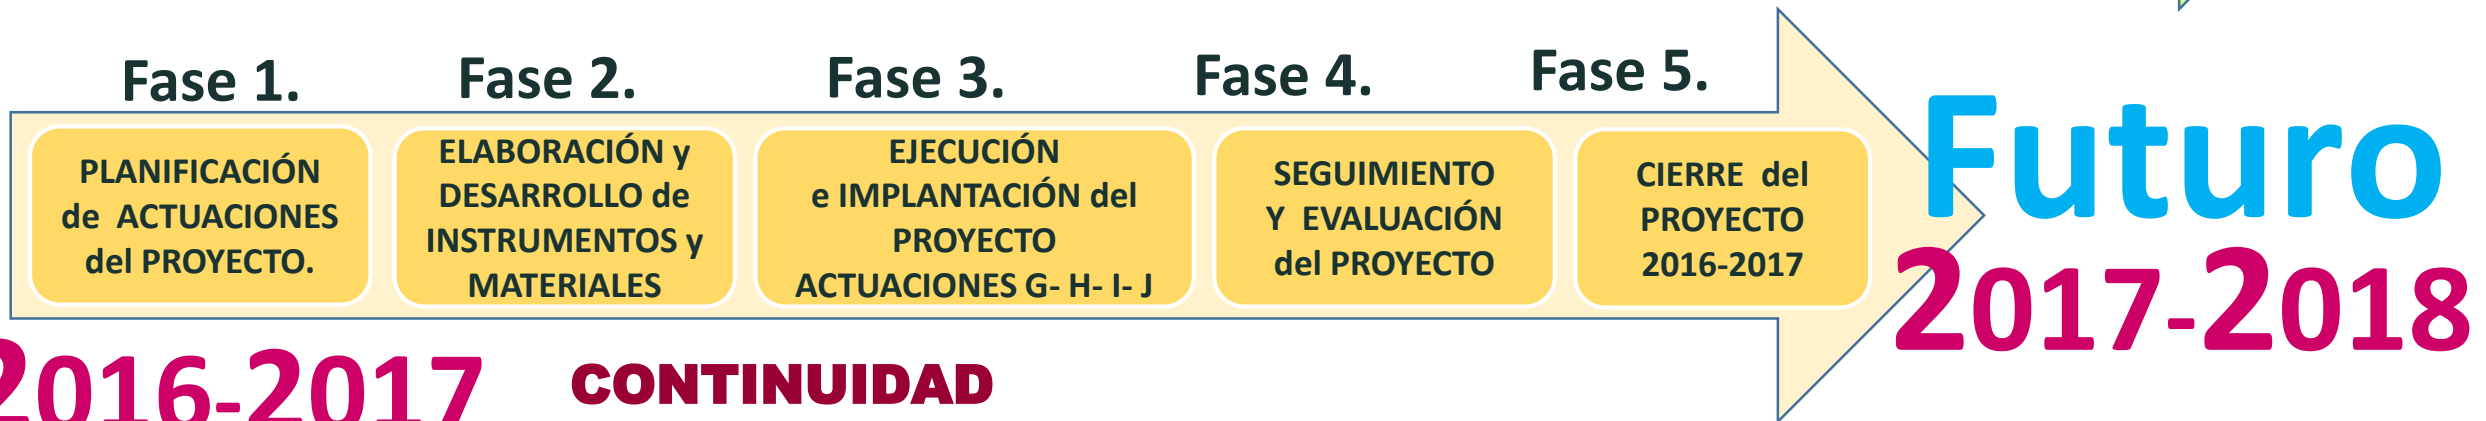 Fase 1.
Fase 2.
Fase 3.
Fase 4.
Fase 5.
PLANIFICACIÓN
de ACTUACIONES
del PROYECTO.
ELABORACIÓN y
DESARROLLO de
INSTRUMENTOS y
MATERIALES
EJECUCIÓN
e IMPLANTACIÓN del
PROYECTO
ACTUACIONES G- H- I- J
SEGUIMIENTO
Y EVALUACIÓN
del PROYECTO
CIERRE del
PROYECTO
2016-2017
Futuro
2017-2018
2016-2017
CONTINUIDAD